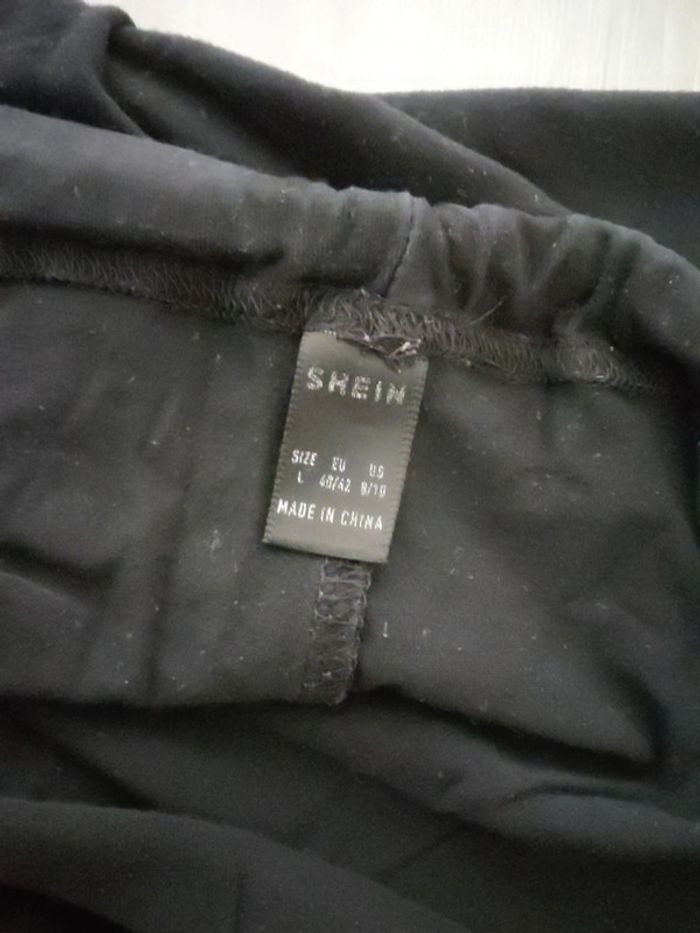 SHEIN
SIZE EU US
L 40/42 8/10
MADE IN CHINA